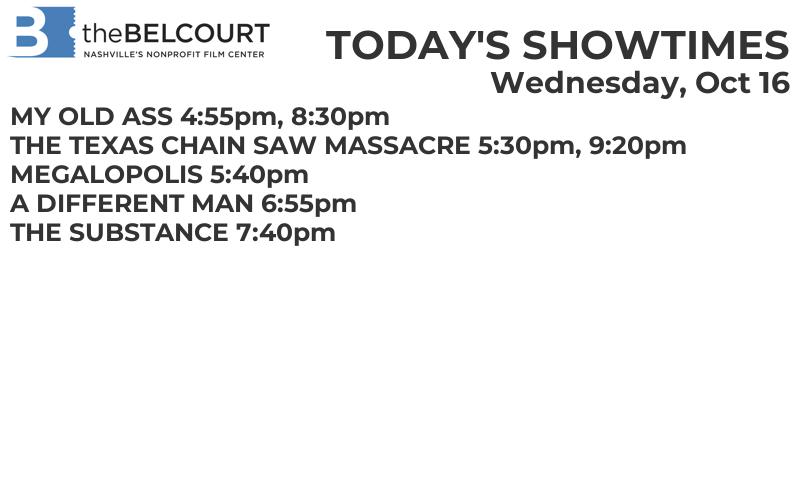 B theBELCOURT
NASHVILLE'S NONPROFIT FILM CENTER
TODAY'S SHOWTIMES
Wednesday, Oct 16
MY OLD ASS 4:55pm, 8:30pm
THE TEXAS CHAIN SAW MASSACRE 5:30pm, 9:20pm
MEGALOPOLIS 5:40pm
A DIFFERENT MAN 6:55pm
THE SUBSTANCE 7:40pm